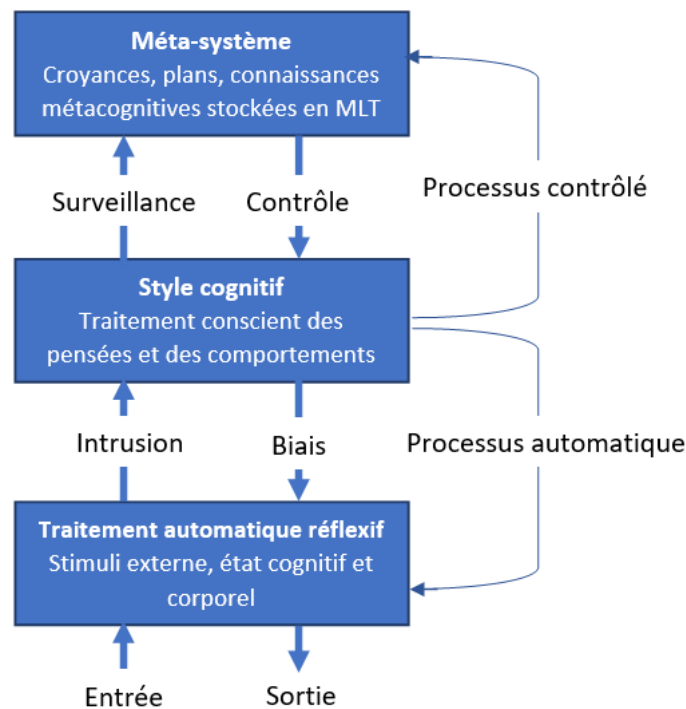 Méta-système
Croyances, plans, connaissances
métacognitives stockées en MLT
Surveillance
Contrôle
Processus contrôlé
Style cognitif
Traitement conscient des
pensées et des comportements
Intrusion
Biais
Processus automatique
Traitement automatique réflexif
Stimuli externe, état cognitif et
corporel
Entrée
Sortie